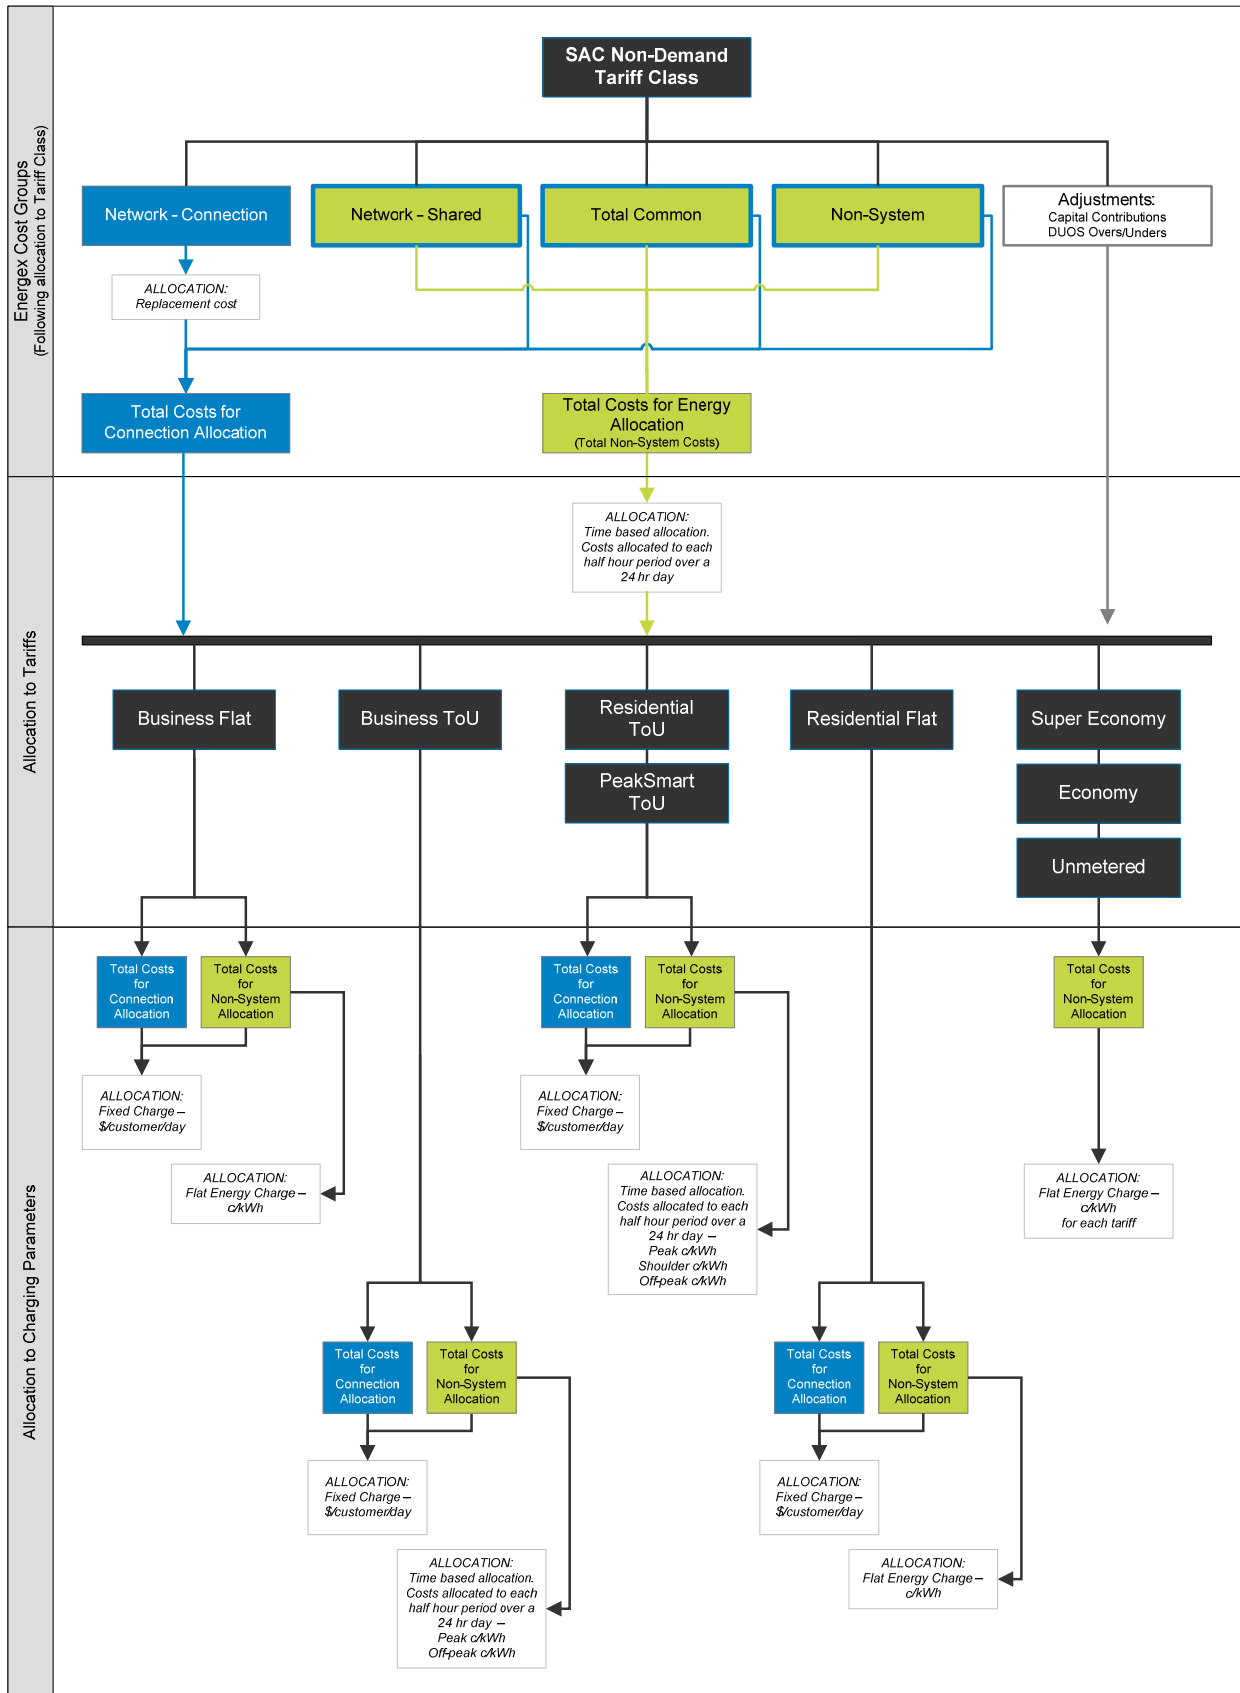 Energex Cost Groups
(Following allocation to Tariff Class)
SAC Non-Demand
Tariff Class
Network - Connection
Network - Shared
Total Common
Non-System
Adjustments:
Capital Contributions
DUOS Overs/Unders
ALLOCATION:
Replacement cost
Total Costs for
Connection Allocation
Total Costs for Energy
Allocation
(Total Non-System Costs)
Allocation to Tariffs
ALLOCATION:
Time based allocation.
Costs allocated to each
half hour period over a
24 hr day
Business Flat
Business ToU
Residential
ToU
Residential Flat
Super Economy
PeakSmart
ToU
Economy
Unmetered
Allocation to Charging Parameters
Total Costs
for
Connection
Allocation
Total Costs
for
Non-System
Allocation
Total Costs
for
Connection
Allocation
Total Costs
for
Non-System
Allocation
Total Costs
for
Non-System
Allocation
ALLOCATION:
Fixed Charge –
$/customer/day
ALLOCATION:
Fixed Charge –
$/customer/day
ALLOCATION:
Flat Energy Charge –
c/kWh
ALLOCATION:
Time based allocation.
Costs allocated to each
half hour period over a
24 hr day –
Peak c/kWh
Shoulder c/kWh
Off-peak c/kWh
ALLOCATION:
Flat Energy Charge –
c/kWh
for each tariff
Total Costs
for
Connection
Allocation
Total Costs
for
Non-System
Allocation
Total Costs
for
Connection
Allocation
Total Costs
for
Non-System
Allocation
ALLOCATION:
Fixed Charge –
$/customer/day
ALLOCATION:
Fixed Charge –
$/customer/day
ALLOCATION:
Time based allocation.
Costs allocated to each
half hour period over a
24 hr day –
Peak c/kWh
Off-peak c/kWh
ALLOCATION:
Flat Energy Charge –
c/kWh